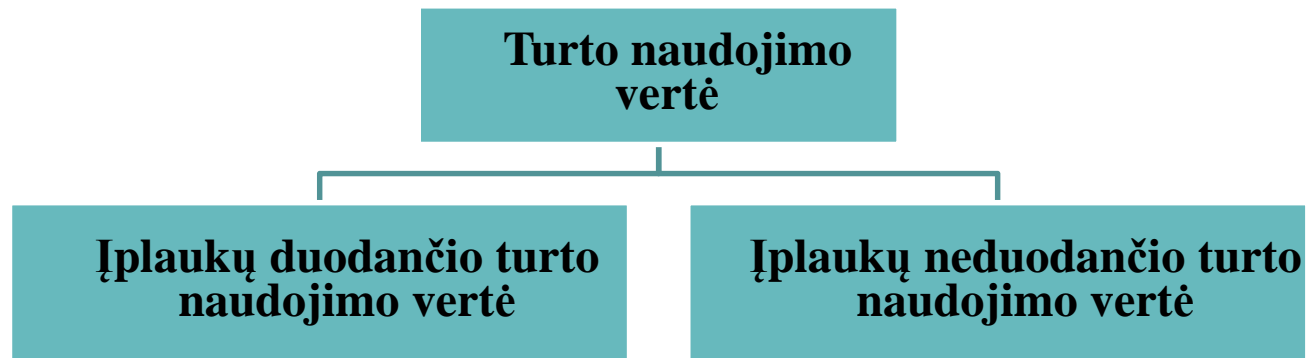 Turto naudojimo
vertė
Įplaukų duodančio turto
naudojimo vertė
Įplaukų neduodančio turto
naudojimo vertė